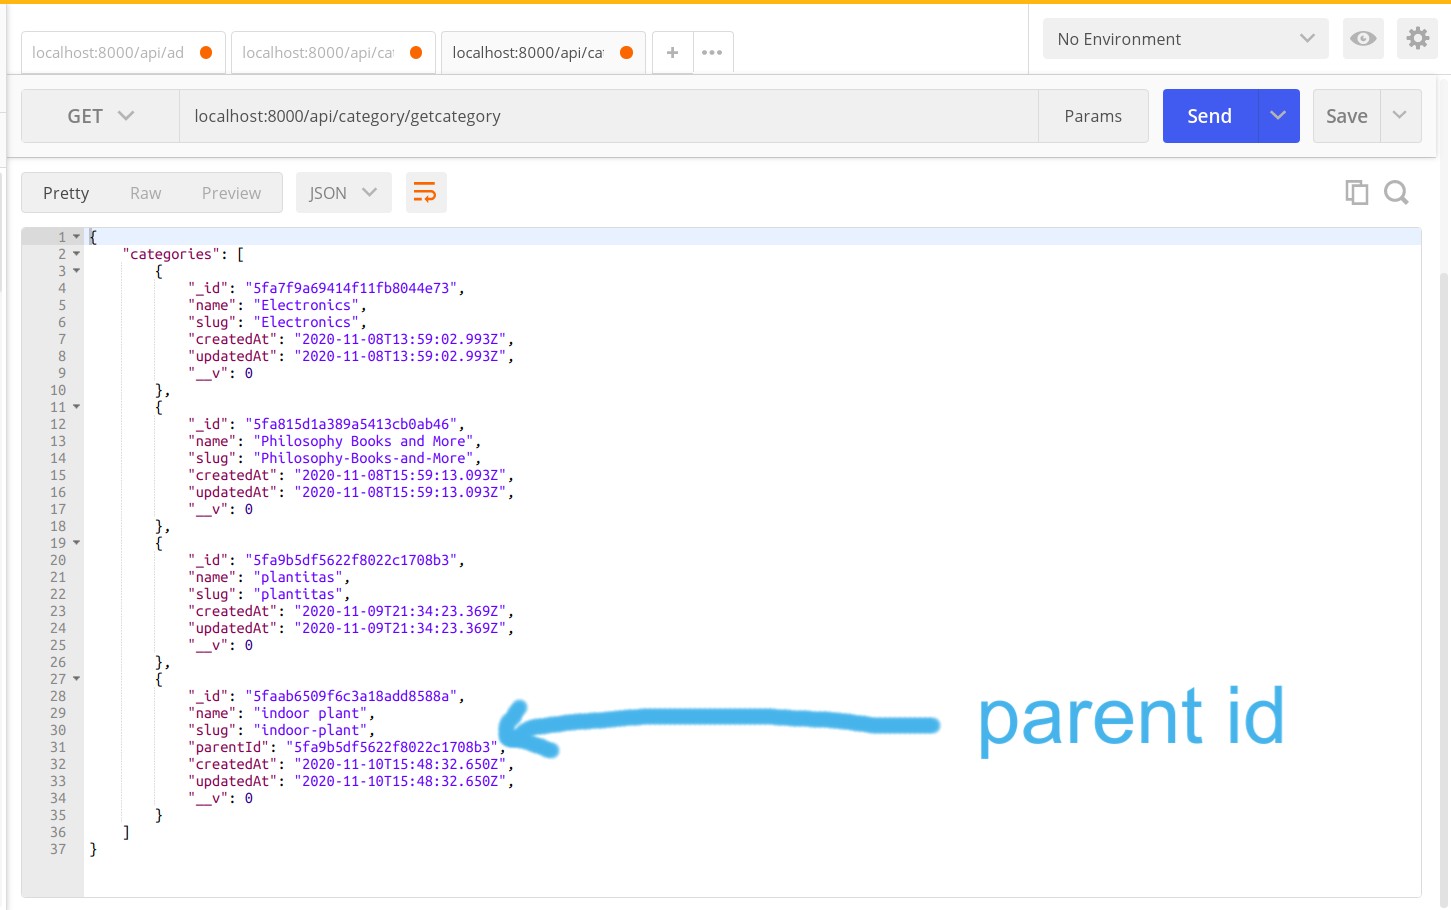 localhost:8000/api/ad localhost:8000/api/ca localhost:8000/api/ca + ••• No Environment
GET localhost:8000/api/category/getcategory Params Send Save
Pretty Raw Preview JSON
1 {
2 "categories": [
3 {
4 "_id": "5fa7f9a69414f11fb8044e73",
5 "name": "Electronics",
6 "slug": "Electronics",
7 "createdAt": "2020-11-08T13:59:02.993Z",
8 "updatedAt": "2020-11-08T13:59:02.993Z",
9 "__v": 0
10 },
11 {
12 "_id": "5fa815d1a389a5413cb0ab46",
13 "name": "Philosophy Books and More",
14 "slug": "Philosophy-Books-and-More",
15 "createdAt": "2020-11-08T15:59:13.093Z",
16 "updatedAt": "2020-11-08T15:59:13.093Z",
17 "__v": 0
18 },
19 {
20 "_id": "5fa9b5df5622f8022c1708b3",
21 "name": "plantitas",
22 "slug": "plantitas",
23 "createdAt": "2020-11-09T21:34:23.369Z",
24 "updatedAt": "2020-11-09T21:34:23.369Z",
25 "__v": 0
26 },
27 {
28 "_id": "5faab6509f6c3a18add8588a",
29 "name": "indoor plant",
30 "slug": "indoor-plant",
31 "parentId": "5fa9b5df5622f8022c1708b3",
32 "createdAt": "2020-11-10T15:48:32.650Z",
33 "updatedAt": "2020-11-10T15:48:32.650Z",
34 "__v": 0
35 }
36 ]
37 }
parent id